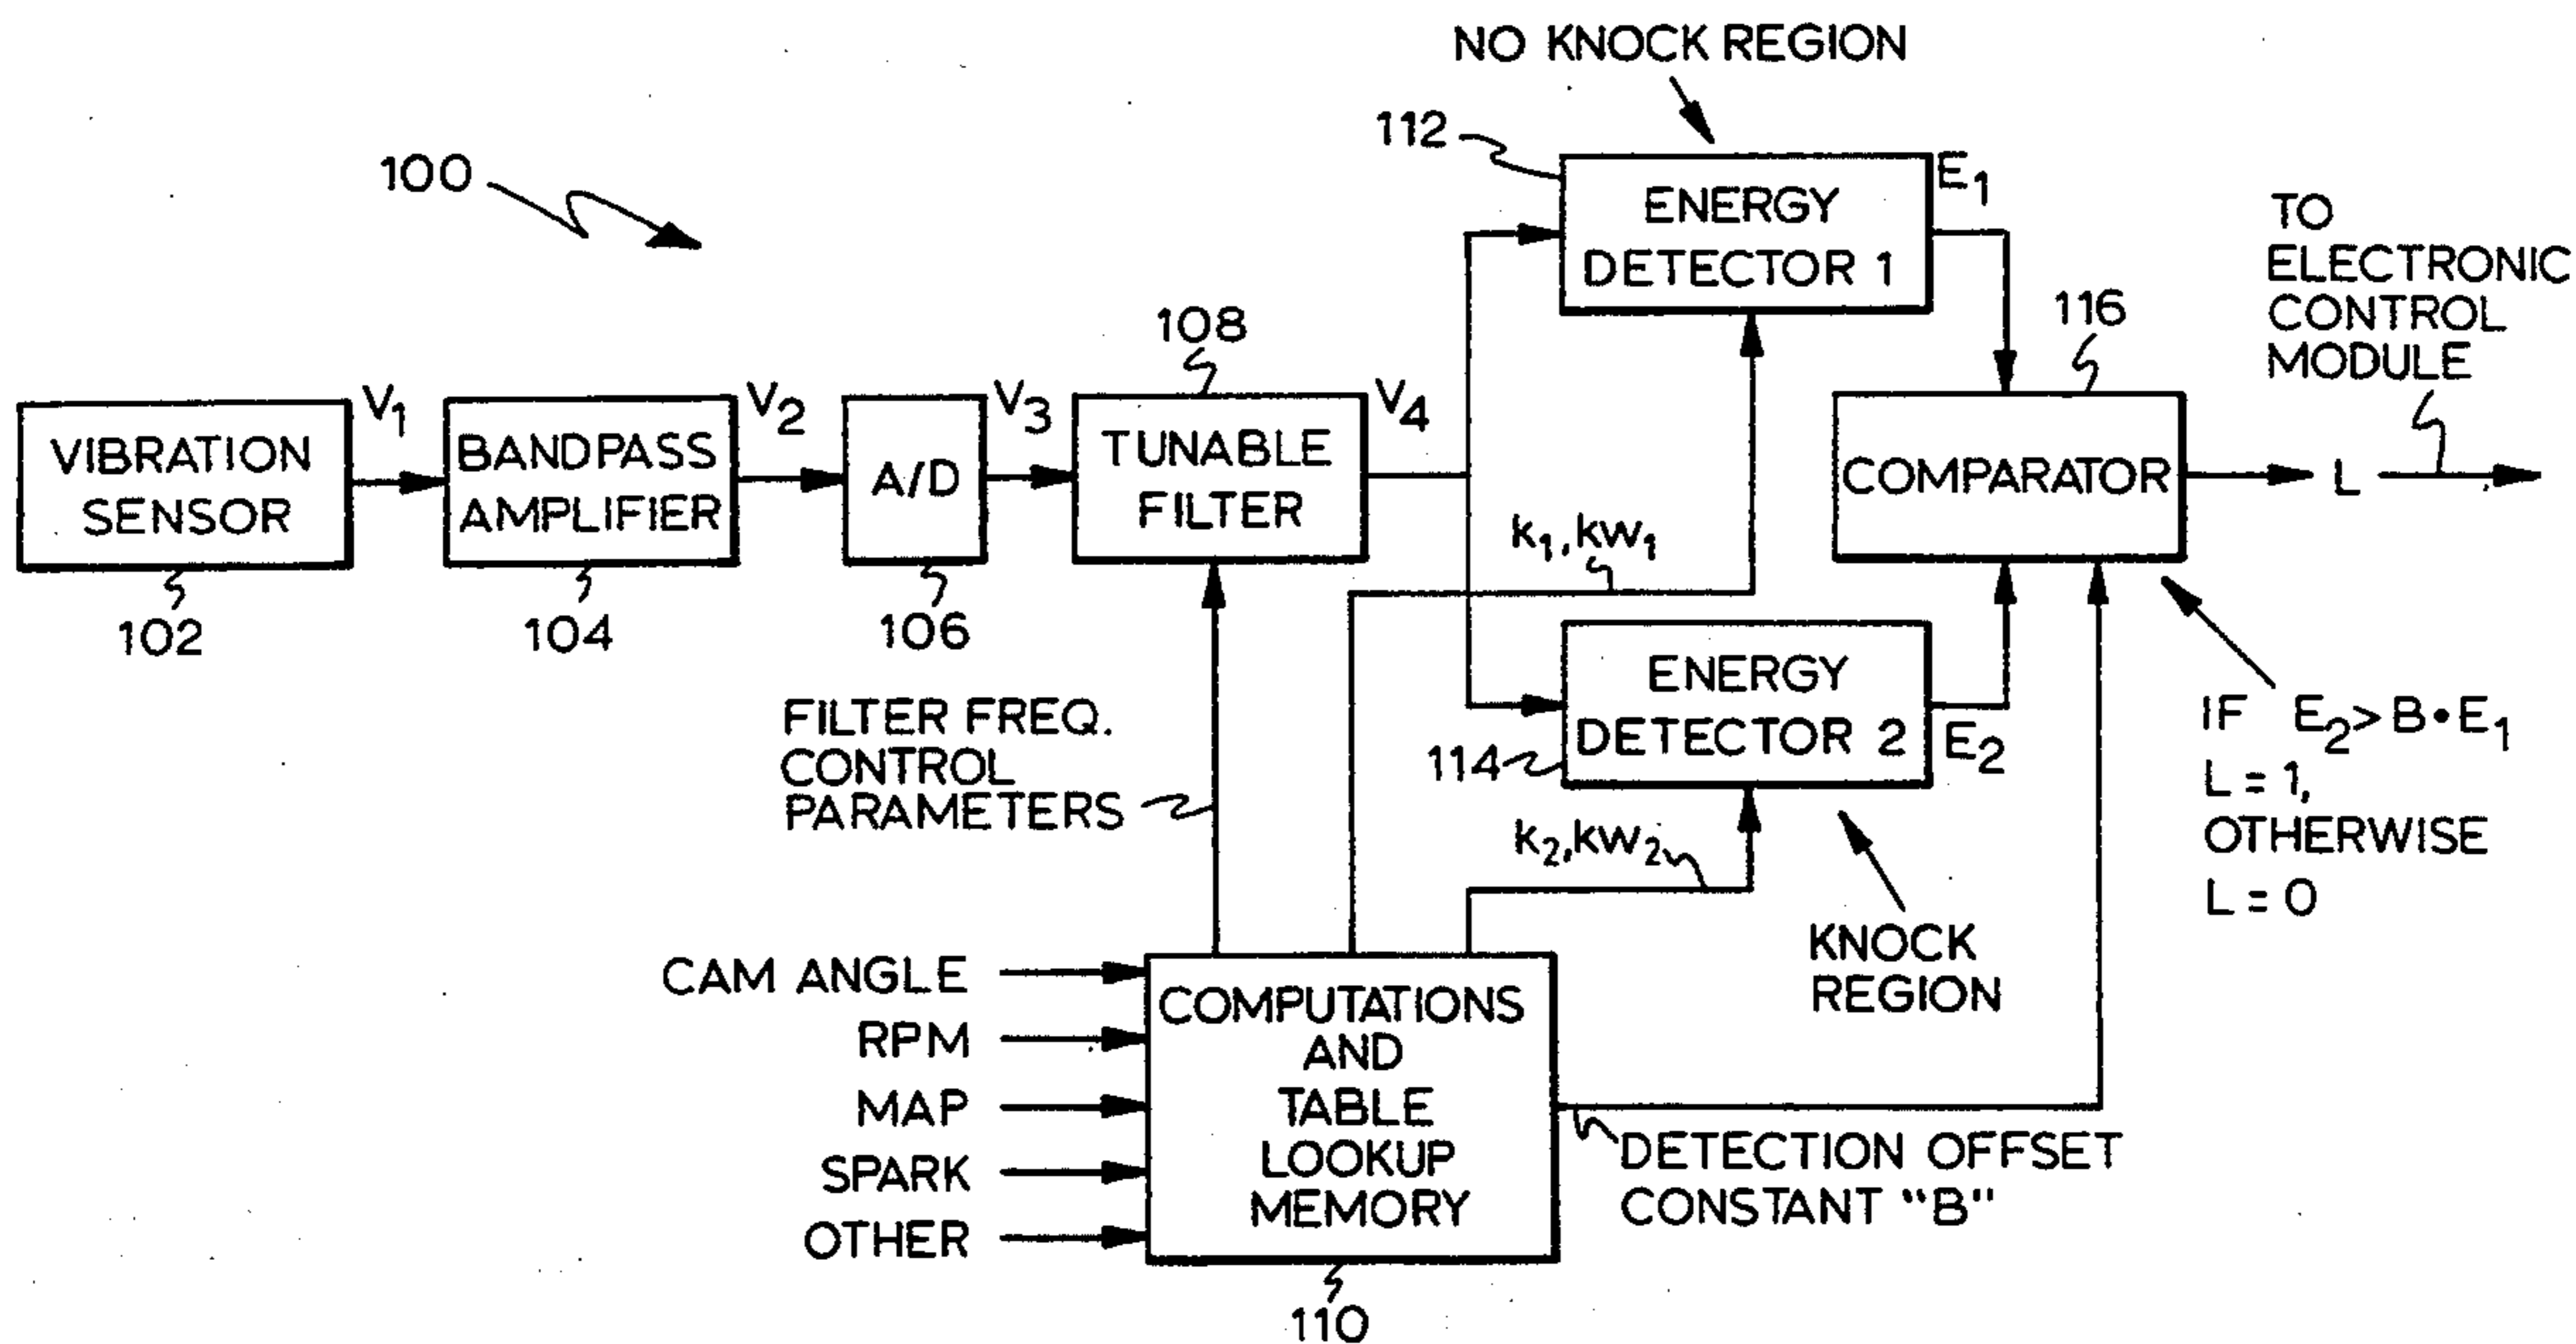 NO KNOCK REGION
100
112
ENERGY
DETECTOR 1
E₁
TO
ELECTRONIC
CONTROL
MODULE
108
116
VIBRATION
SENSOR
V₁
BANDPASS
AMPLIFIER
V₂
A/D
V₃
TUNABLE
FILTER
V₄
COMPARATOR
L
102
104
106
k₁, kw₁
ENERGY
DETECTOR 2
E₂
114
FILTER FREQ.
CONTROL
PARAMETERS
k₂, kw₂
IF E₂ > B • E₁
L = 1,
OTHERWISE
L = 0
KNOCK
REGION
CAM ANGLE
RPM
MAP
SPARK
OTHER
COMPUTATIONS
AND
TABLE
LOOKUP
MEMORY
DETECTION OFFSET
CONSTANT "B"
110